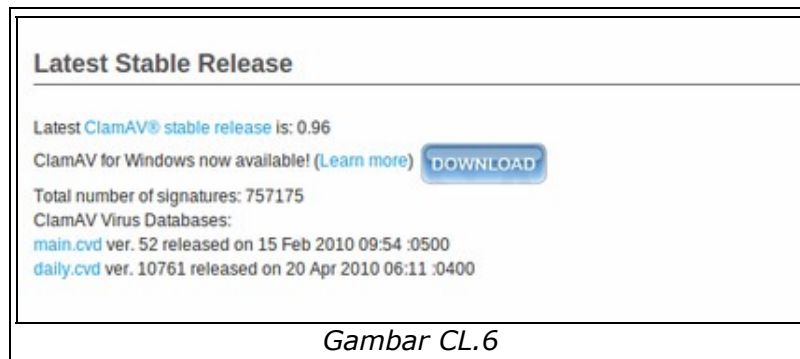 Latest Stable Release
Latest ClamAV® stable release is: 0.96
ClamAV for Windows now available! (Learn more) DOWNLOAD
Total number of signatures: 757175
ClamAV Virus Databases:
main.cvd ver. 52 released on 15 Feb 2010 09:54 :0500
daily.cvd ver. 10761 released on 20 Apr 2010 06:11 :0400
Gambar CL.6